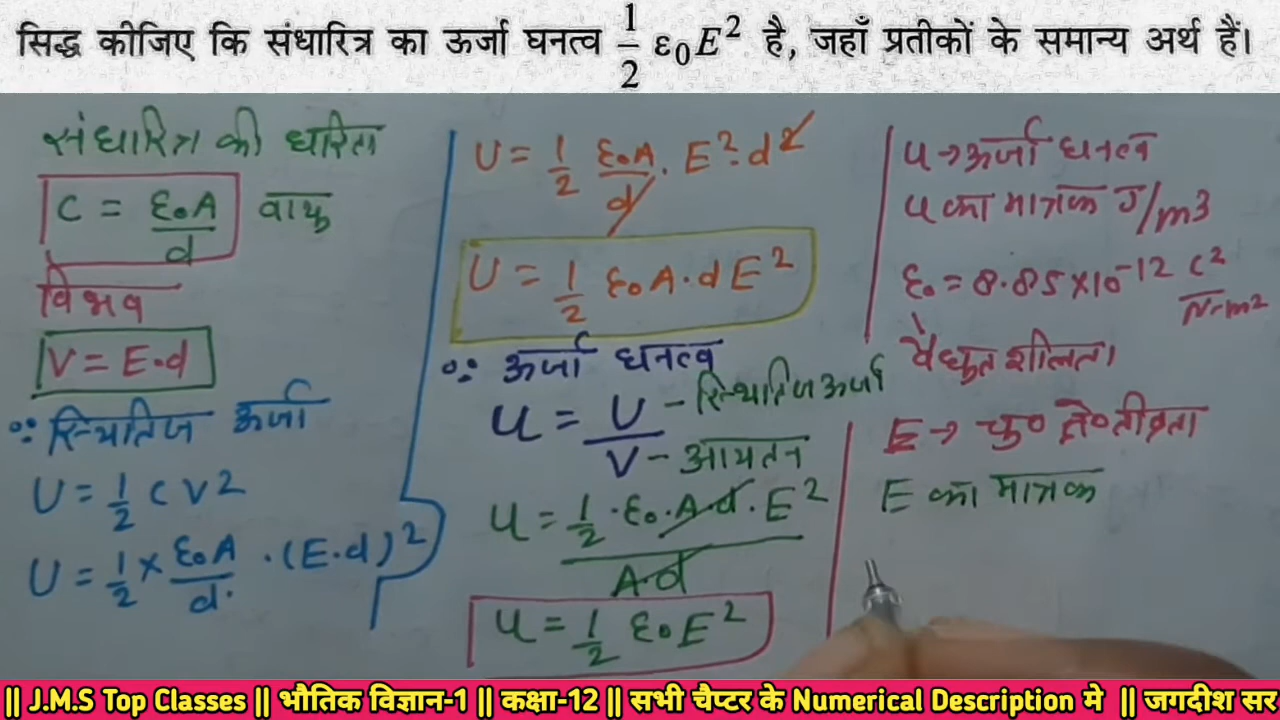 सिद्ध कीजिए कि संधारित्र का ऊर्जा घनत्व 1/2 ε₀E² है, जहाँ प्रतीकों के समान्य अर्थ हैं।
संधारित्र की धारिता
C = ε₀A/d वायु
विभव
V = E·d
∵ स्थितिज ऊर्जा
U = 1/2 C V²
U = 1/2 × ε₀A/d · (E·d)²
U = 1/2 ε₀A/d · E²·d²
U = 1/2 ε₀A·dE²
∵ ऊर्जा घनत्व
u = U/V – स्थितिज ऊर्जा
– आयतन
u = 1/2 · ε₀·A·d·E² / A·d
u = 1/2 ε₀E²
u → ऊर्जा घनत्व
u का मात्रक J/m3
ε₀ = 8.85×10⁻¹² C²/N-m²
वैधुत शीलता
E → चु० क्षे० तीव्रता
E का मात्रक
|| J.M.S Top Classes || भौतिक विज्ञान-1 || कक्षा-12 || सभी चैप्टर के Numerical Description मे || जगदीश सर